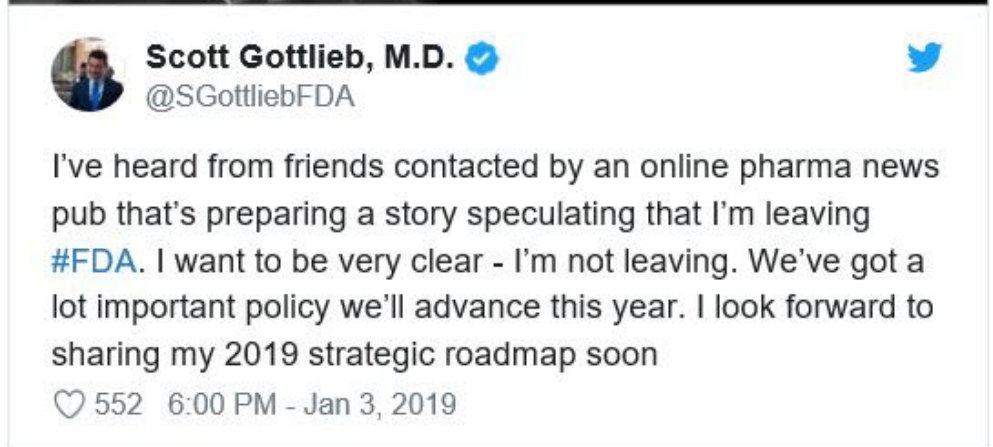 Scott Gottlieb, M.D.
@SGottliebFDA
I've heard from friends contacted by an online pharma news
pub that's preparing a story speculating that I'm leaving
#FDA. I want to be very clear - I'm not leaving. We've got a
lot important policy we'll advance this year. I look forward to
sharing my 2019 strategic roadmap soon
552 6:00 PM - Jan 3, 2019